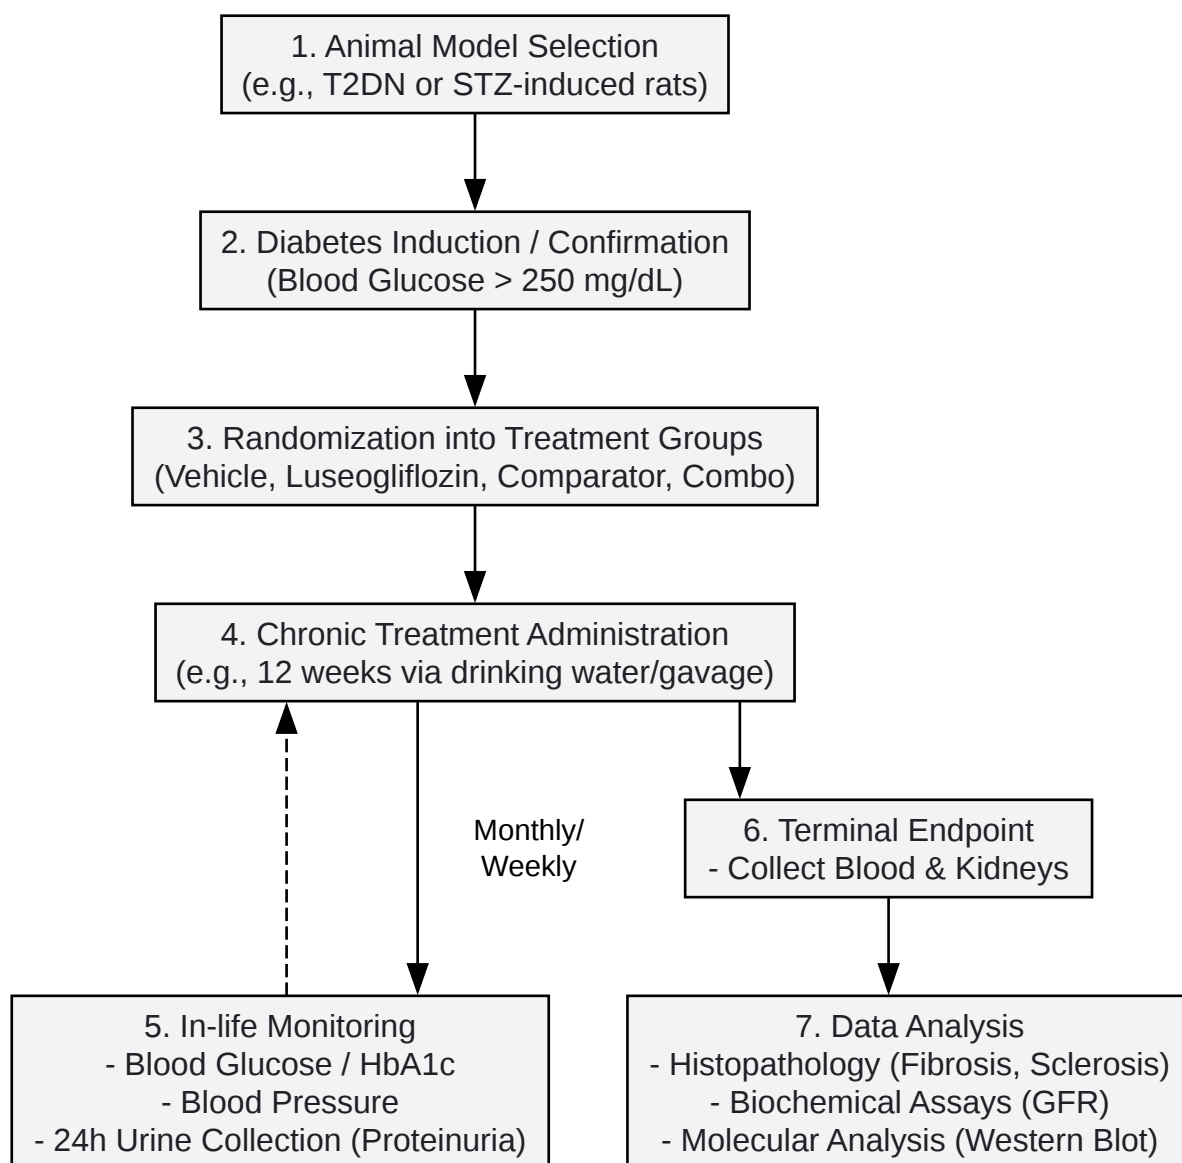 1. Animal Model Selection
(e.g., T2DN or STZ-induced rats)
2. Diabetes Induction / Confirmation
(Blood Glucose > 250 mg/dL)
3. Randomization into Treatment Groups
(Vehicle, Luseogliflozin, Comparator, Combo)
4. Chronic Treatment Administration
(e.g., 12 weeks via drinking water/gavage)
Monthly/
Weekly
5. In-life Monitoring
- Blood Glucose / HbA1c
- Blood Pressure
- 24h Urine Collection (Proteinuria)
6. Terminal Endpoint
- Collect Blood & Kidneys
7. Data Analysis
- Histopathology (Fibrosis, Sclerosis)
- Biochemical Assays (GFR)
- Molecular Analysis (Western Blot)